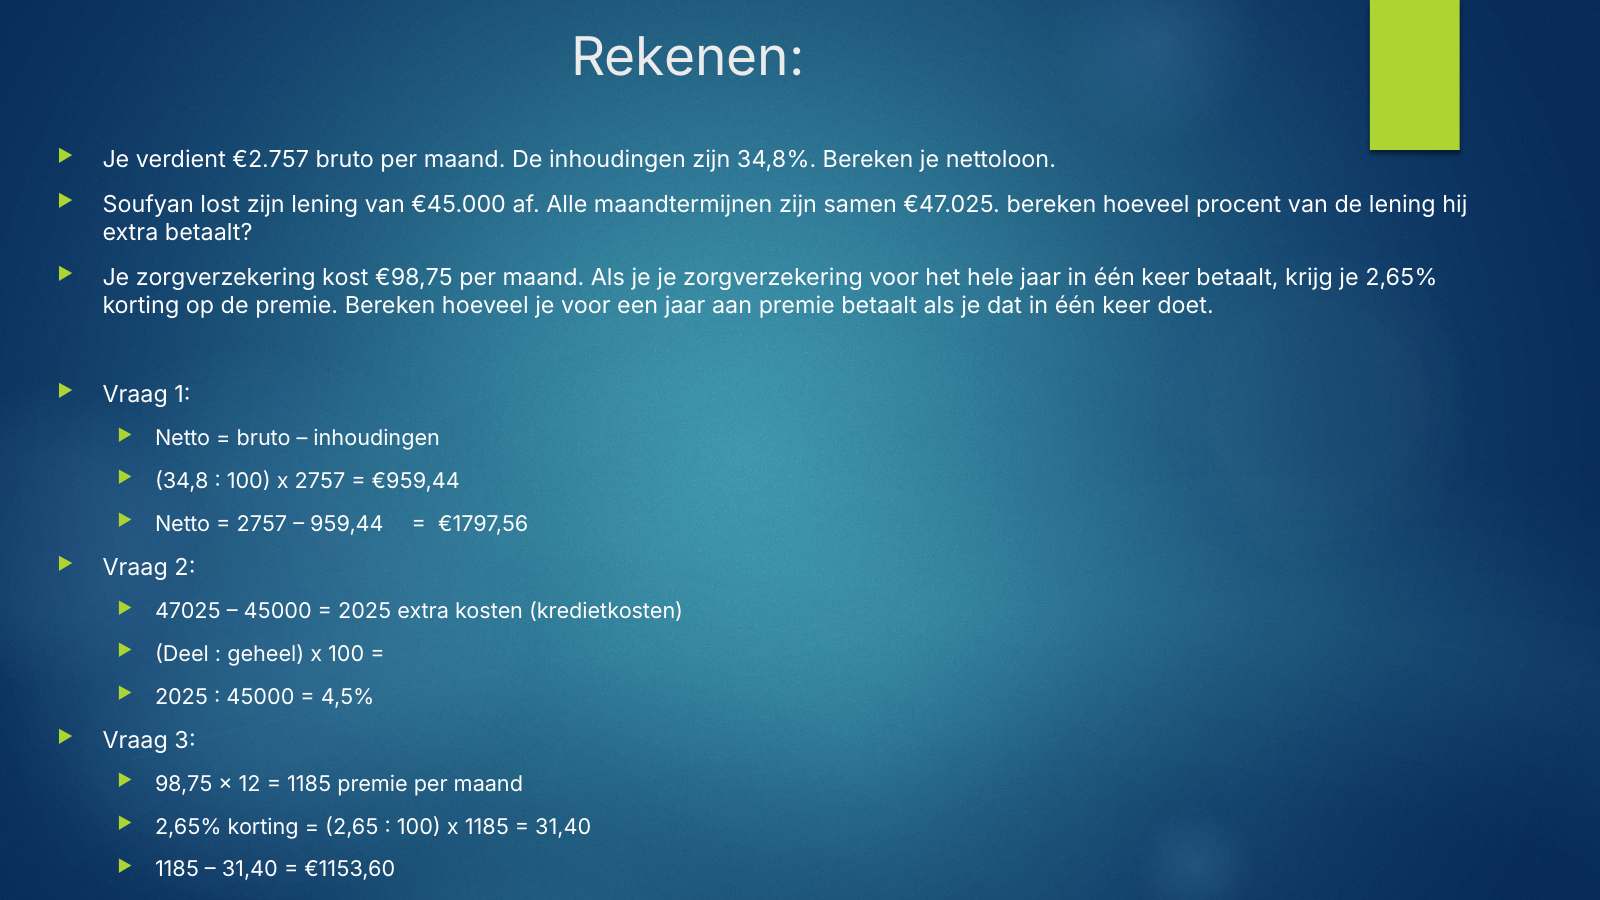 Rekenen:
Je verdient €2.757 bruto per maand. De inhoudingen zijn 34,8%. Bereken je nettoloon.
Soufyan lost zijn lening van €45.000 af. Alle maandtermijnen zijn samen €47.025. bereken hoeveel procent van de lening hij
extra betaalt?
Je zorgverzekering kost €98,75 per maand. Als je je zorgverzekering voor het hele jaar in één keer betaalt, krijg je 2,65%
korting op de premie. Bereken hoeveel je voor een jaar aan premie betaalt als je dat in één keer doet.
Vraag 1:
Netto = bruto – inhoudingen
(34,8 : 100) x 2757 = €959,44
Netto = 2757 – 959,44 = €1797,56
Vraag 2:
47025 – 45000 = 2025 extra kosten (kredietkosten)
(Deel : geheel) x 100 =
2025 : 45000 = 4,5%
Vraag 3:
98,75 × 12 = 1185 premie per maand
2,65% korting = (2,65 : 100) x 1185 = 31,40
1185 – 31,40 = €1153,60